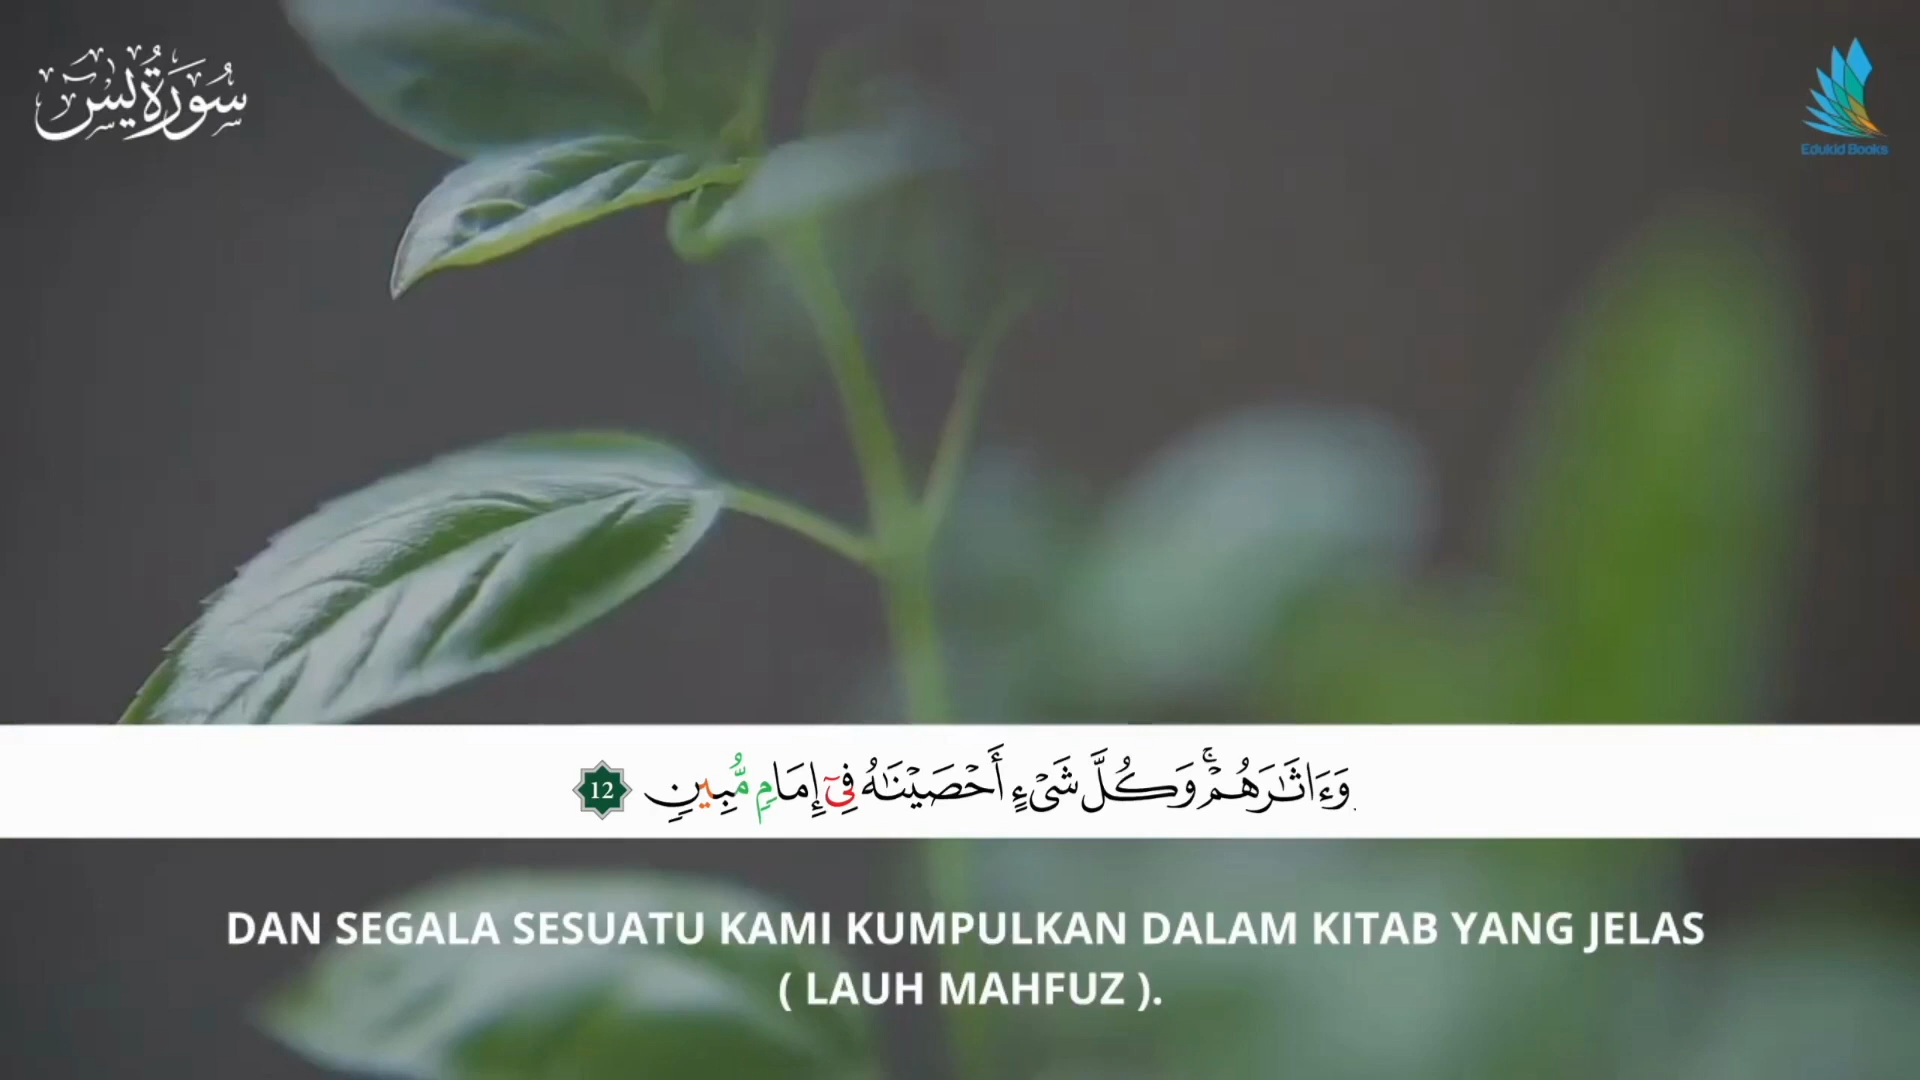 سُورَةُ يسٓ
Edukid Books
وَءَاثَـٰرَهُمْۚ وَكُلَّ شَىْءٍ أَحْصَيْنَـٰهُ فِىٓ إِمَامٍ مُّبِينٍ 12
DAN SEGALA SESUATU KAMI KUMPULKAN DALAM KITAB YANG JELAS
( LAUH MAHFUZ ).